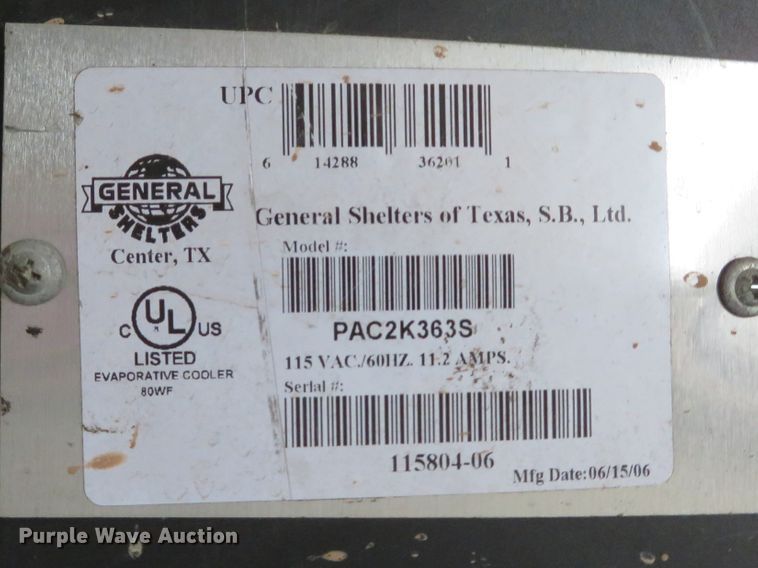 UPC
6 14288 36201 1
GENERAL
SHELTERS
Center, TX
General Shelters of Texas, S.B., Ltd.
Model #:
PAC2K363S
115 VAC./60HZ. 11.2 AMPS.
Serial #:
115804-06
Mfg Date:06/15/06
C UL US
LISTED
EVAPORATIVE COOLER
80WF
Purple Wave Auction